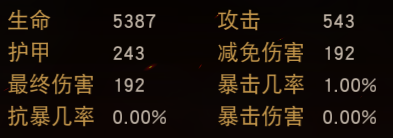 生命 5387 攻击 543
护甲 243 减免伤害 192
最终伤害 192 暴击几率 1.00%
抗暴几率 0.00% 暴击伤害 0.00%